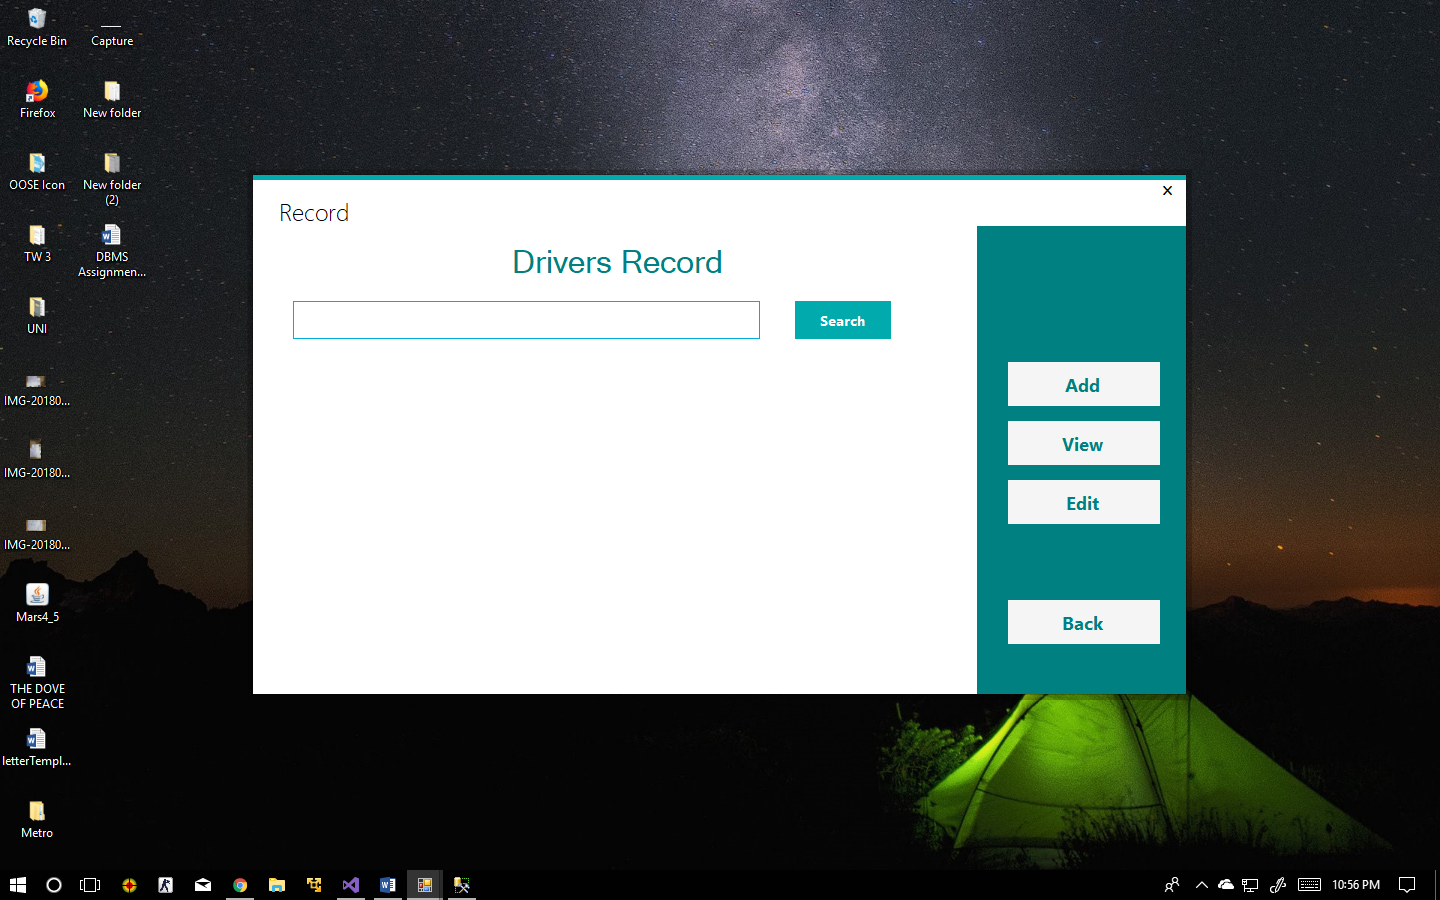 Recycle Bin
Capture
Firefox
New folder
OOSE Icon
New folder
(2)
TW 3
DBMS
Assignmen...
UNI
IMG-20180...
IMG-20180...
IMG-20180...
Mars4_5
THE DOVE
OF PEACE
letterTempl...
Metro
Record
Drivers Record
Search
Add
View
Edit
Back
10:56 PM